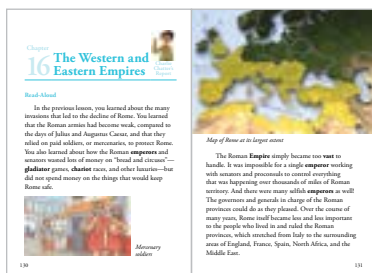 Chapter
16 The Western and
Eastern Empires
Read-Aloud
In the previous lesson, you learned about the many
invasions that led to the decline of Rome. You learned
that the Roman armies had become weak, compared to
the days of Julius and Augustus Caesar, and that they
relied on paid soldiers, or mercenaries, to protect Rome.
You also learned about how the Roman emperors and
senators wasted lots of money on “bread and circuses”—
gladiator games, chariot races, and other luxuries—but
did not spend money on the things that would keep
Rome safe.
Mercenary
soldiers
130
Map of Rome at its largest extent
The Roman Empire simply became too vast to
handle. It was impossible for a single emperor working
with senators and proconsuls to control everything
that was happening over thousands of miles of Roman
territory. And there were many selfish emperors as well!
The governors and generals in charge of the Roman
provinces could do as they pleased. Over the course of
many years, Rome itself became less and less important
to the people who lived in and ruled the Roman
provinces, which stretched from Italy to the surrounding
areas of England, France, Spain, North Africa, and the
Middle East.
131